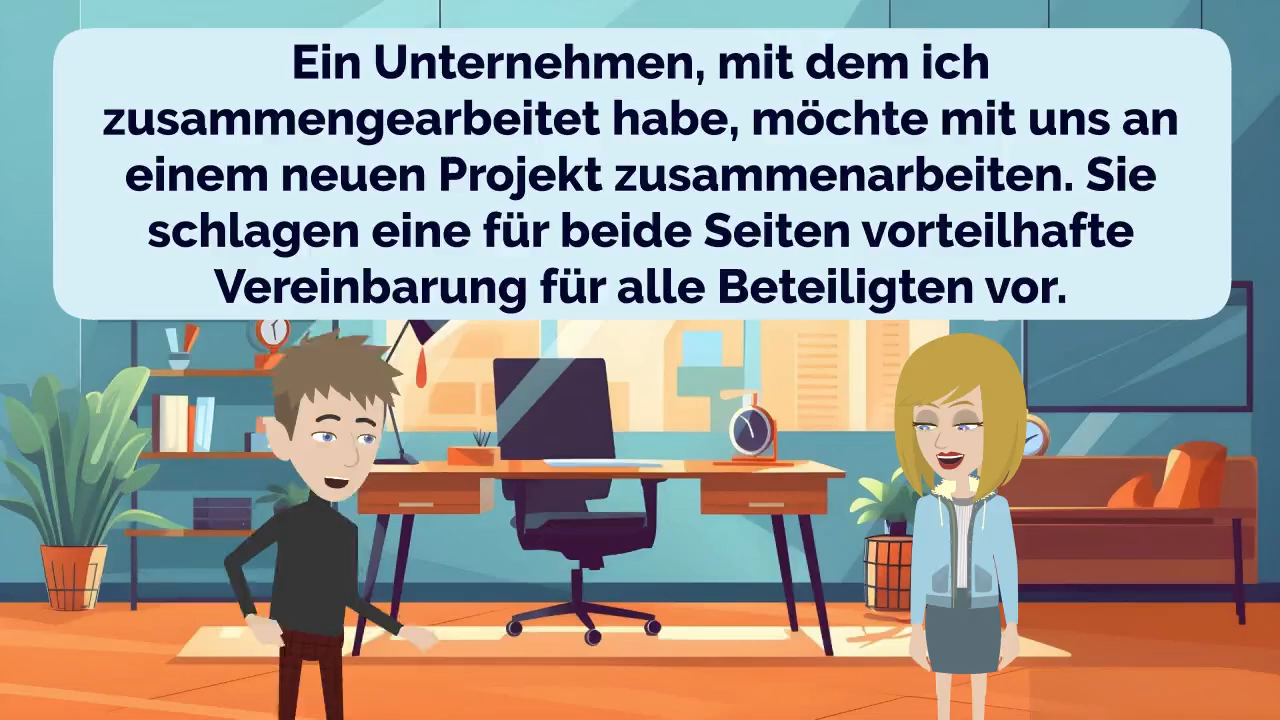 Ein Unternehmen, mit dem ich
zusammengearbeitet habe, möchte mit uns an
einem neuen Projekt zusammenarbeiten. Sie
schlagen eine für beide Seiten vorteilhafte
Vereinbarung für alle Beteiligten vor.